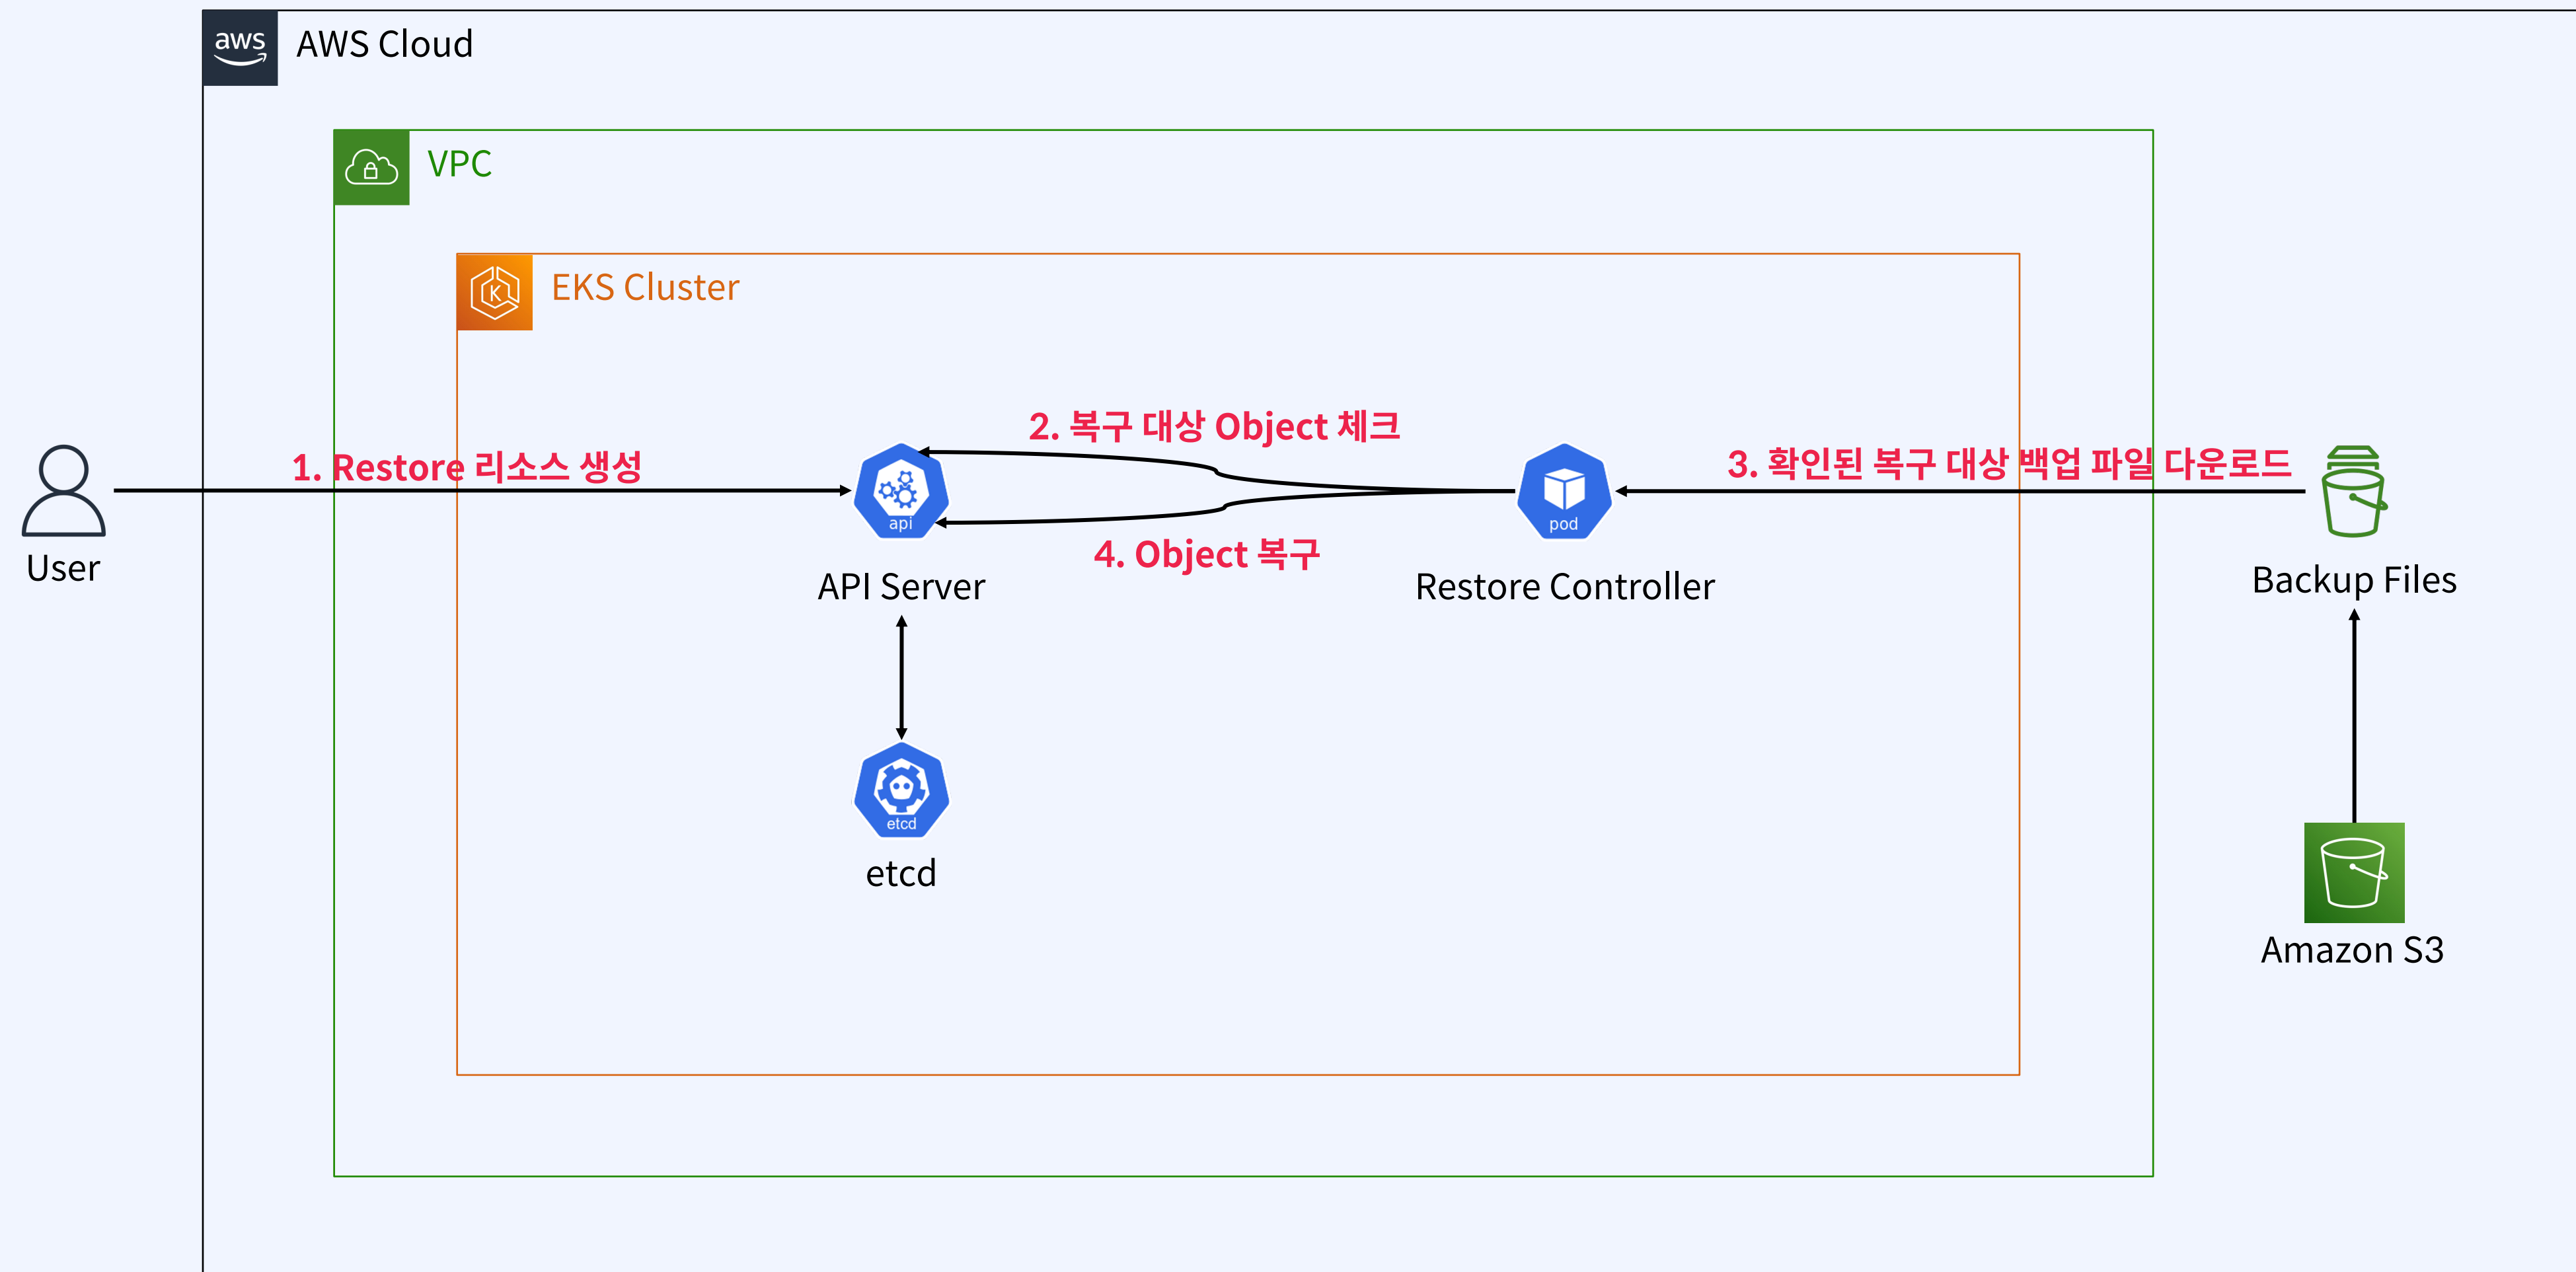 aws
AWS Cloud
VPC
EKS Cluster
1. Restore 리소스 생성
2. 복구 대상 Object 체크
3. 확인된 복구 대상 백업 파일 다운로드
4. Object 복구
User
api
API Server
pod
Restore Controller
Backup Files
etcd
etcd
Amazon S3
K